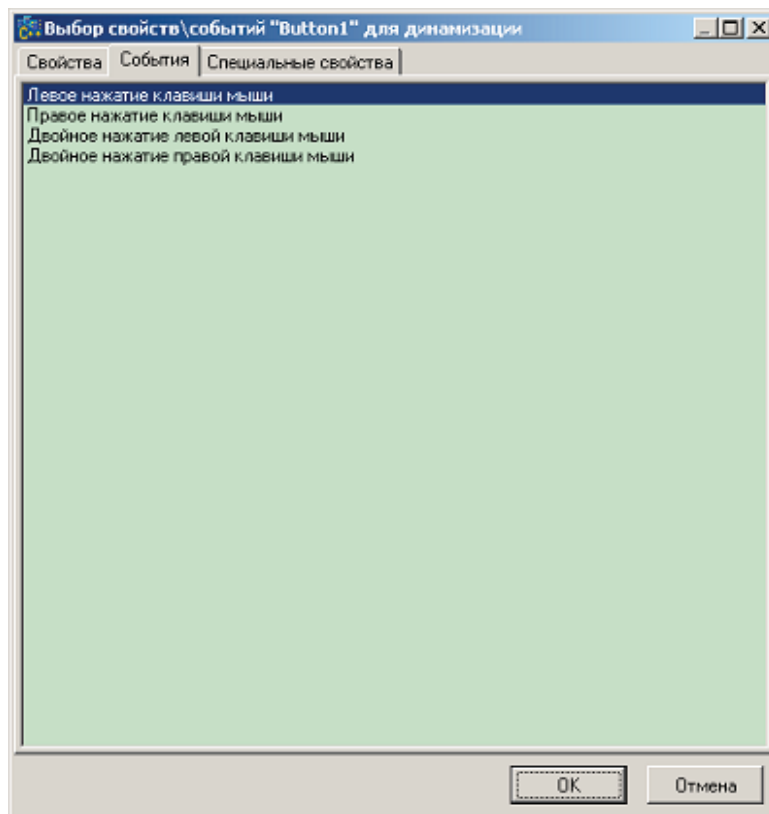 Выбор свойств\событий "Button1" для динамизации
Свойства События Специальные свойства
Левое нажатие клавиши мыши
Правое нажатие клавиши мыши
Двойное нажатие левой клавиши мыши
Двойное нажатие правой клавиши мыши
OK Отмена